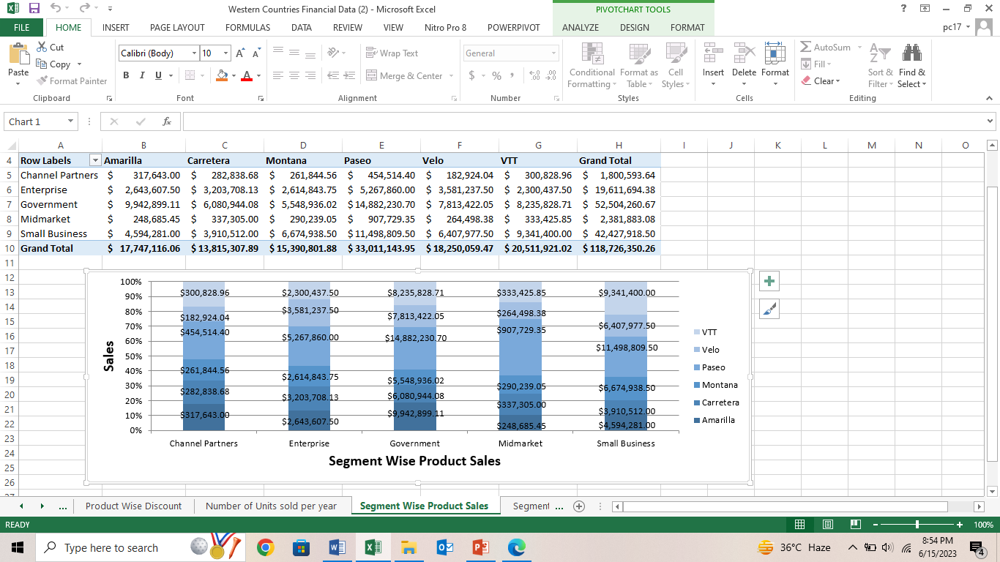 Western Countries Financial Data (2) - Microsoft Excel
PIVOTCHART TOOLS
?
FILE HOME INSERT PAGE LAYOUT FORMULAS DATA REVIEW VIEW Nitro Pro 8 POWERPIVOT ANALYZE DESIGN FORMAT pc17
Paste
Cut
Copy
Format Painter
Clipboard
Calibri (Body) 10 A A
B I U A
Font
Wrap Text
Merge & Center
Alignment
General
$ % ,
Number
Conditional Formatting
Format as Table
Cell Styles
Styles
Insert Delete Format
Cells
AutoSum
Fill
Clear
Sort & Filter
Find & Select
Editing
Chart 1 fx
A B C D E F G H I J K L M N O
4 Row Labels Amarilla Carretera Montana Paseo Velo VTT Grand Total
5 Channel Partners $ 317,643.00 $ 282,838.68 $ 261,844.56 $ 454,514.40 $ 182,924.04 $ 300,828.96 $ 1,800,593.64
6 Enterprise $ 2,643,607.50 $ 3,203,708.13 $ 2,614,843.75 $ 5,267,860.00 $ 3,581,237.50 $ 2,300,437.50 $ 19,611,694.38
7 Government $ 9,942,899.11 $ 6,080,944.08 $ 5,548,936.02 $ 14,882,230.70 $ 7,813,422.05 $ 8,235,828.71 $ 52,504,260.67
8 Midmarket $ 248,685.45 $ 337,305.00 $ 290,239.05 $ 907,729.35 $ 264,498.38 $ 333,425.85 $ 2,381,883.08
9 Small Business $ 4,594,281.00 $ 3,910,512.00 $ 6,674,938.50 $ 11,498,809.50 $ 6,407,977.50 $ 9,341,400.00 $ 42,427,918.50
10 Grand Total $ 17,747,116.06 $ 13,815,307.89 $ 15,390,801.88 $ 33,011,143.95 $ 18,250,059.47 $ 20,511,921.02 $ 118,726,350.26
11
12
13
14
15
16
17
18
19
20
21
22
23
24
25
26
27
Sales
100%
90%
80%
70%
60%
50%
40%
30%
20%
10%
0%
$300,828.96 $2,300,437.50 $8,235,828.71 $333,425.85 $9,341,400.00
$182,924.04 $3,581,237.50 $7,813,422.05 $264,498.38 $6,407,977.50
$454,514.40 $5,267,860.00 $14,882,230.70 $907,729.35 $11,498,809.50
$261,844.56 $2,614,843.75 $5,548,936.02 $290,239.05 $6,674,938.50
$282,838.68 $3,203,708.13 $6,080,944.08 $337,305.00 $3,910,512.00
$317,643.00 $2,643,607.50 $9,942,899.11 $248,685.45 $4,594,281.00
Channel Partners Enterprise Government Midmarket Small Business
Segment Wise Product Sales
VTT
Velo
Paseo
Montana
Carretera
Amarilla
... Product Wise Discount Number of Units sold per year Segment Wise Product Sales Segment ...
READY 100%
Type here to search
36°C Haze
8:54 PM
6/15/2023
4